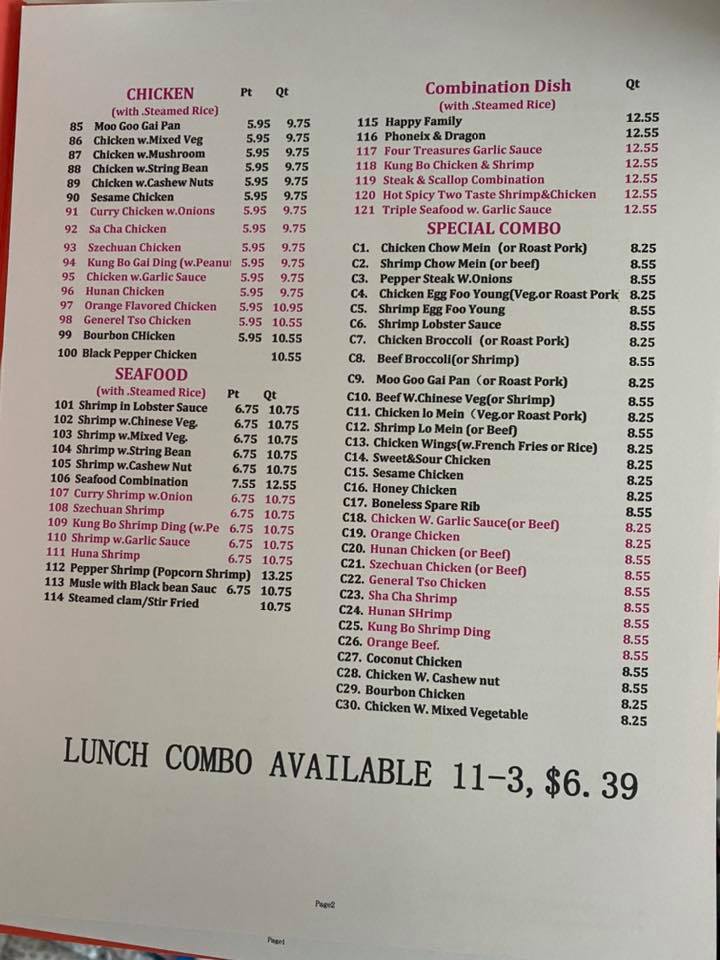 CHICKEN Pt Qt
(with .Steamed Rice)
85 Moo Goo Gai Pan 5.95 9.75
86 Chicken w.Mixed Veg 5.95 9.75
87 Chicken w.Mushroom 5.95 9.75
88 Chicken w.String Bean 5.95 9.75
89 Chicken w.Cashew Nuts 5.95 9.75
90 Sesame Chicken 5.95 9.75
91 Curry Chicken w.Onions 5.95 9.75
92 Sa Cha Chicken 5.95 9.75
93 Szechuan Chicken 5.95 9.75
94 Kung Bo Gai Ding (w.Peanu 5.95 9.75
95 Chicken w.Garlic Sauce 5.95 9.75
96 Hunan Chicken 5.95 9.75
97 Orange Flavored Chicken 5.95 10.95
98 Generel Tso Chicken 5.95 10.55
99 Bourbon CHicken 5.95 10.55
100 Black Pepper Chicken 10.55
SEAFOOD
(with .Steamed Rice) Pt Qt
101 Shrimp in Lobster Sauce 6.75 10.75
102 Shrimp w.Chinese Veg. 6.75 10.75
103 Shrimp w.Mixed Veg. 6.75 10.75
104 Shrimp w.String Bean 6.75 10.75
105 Shrimp w.Cashew Nut 6.75 10.75
106 Seafood Combination 7.55 12.55
107 Curry Shrimp w.Onion 6.75 10.75
108 Szechuan Shrimp 6.75 10.75
109 Kung Bo Shrimp Ding (w.Pe 6.75 10.75
110 Shrimp w.Garlic Sauce 6.75 10.75
111 Huna Shrimp 6.75 10.75
112 Pepper Shrimp (Popcorn Shrimp) 13.25
113 Musle with Black bean Sauc 6.75 10.75
114 Steamed clam/Stir Fried 10.75
Combination Dish Qt
(with .Steamed Rice)
115 Happy Family 12.55
116 Phoneix & Dragon 12.55
117 Four Treasures Garlic Sauce 12.55
118 Kung Bo Chicken & Shrimp 12.55
119 Steak & Scallop Combination 12.55
120 Hot Spicy Two Taste Shrimp&Chicken 12.55
121 Triple Seafood w. Garlic Sauce 12.55
SPECIAL COMBO
C1. Chicken Chow Mein (or Roast Pork) 8.25
C2. Shrimp Chow Mein (or beef) 8.55
C3. Pepper Steak W.Onions 8.55
C4. Chicken Egg Foo Young(Veg.or Roast Pork 8.25
C5. Shrimp Egg Foo Young 8.55
C6. Shrimp Lobster Sauce 8.55
C7. Chicken Broccoli (or Roast Pork) 8.25
C8. Beef Broccoli(or Shrimp) 8.55
C9. Moo Goo Gai Pan (or Roast Pork) 8.25
C10. Beef W.Chinese Veg(or Shrimp) 8.55
C11. Chicken lo Mein (Veg.or Roast Pork) 8.25
C12. Shrimp Lo Mein (or Beef) 8.55
C13. Chicken Wings(w.French Fries or Rice) 8.25
C14. Sweet&Sour Chicken 8.25
C15. Sesame Chicken 8.25
C16. Honey Chicken 8.25
C17. Boneless Spare Rib 8.55
C18. Chicken W. Garlic Sauce(or Beef) 8.25
C19. Orange Chicken 8.25
C20. Hunan Chicken (or Beef) 8.55
C21. Szechuan Chicken (or Beef) 8.55
C22. General Tso Chicken 8.55
C23. Sha Cha Shrimp 8.55
C24. Hunan SHrimp 8.55
C25. Kung Bo Shrimp Ding 8.55
C26. Orange Beef. 8.55
C27. Coconut Chicken 8.55
C28. Chicken W. Cashew nut 8.55
C29. Bourbon Chicken 8.25
C30. Chicken W. Mixed Vegetable 8.25
LUNCH COMBO AVAILABLE 11-3, $6.39
Page2
Page1